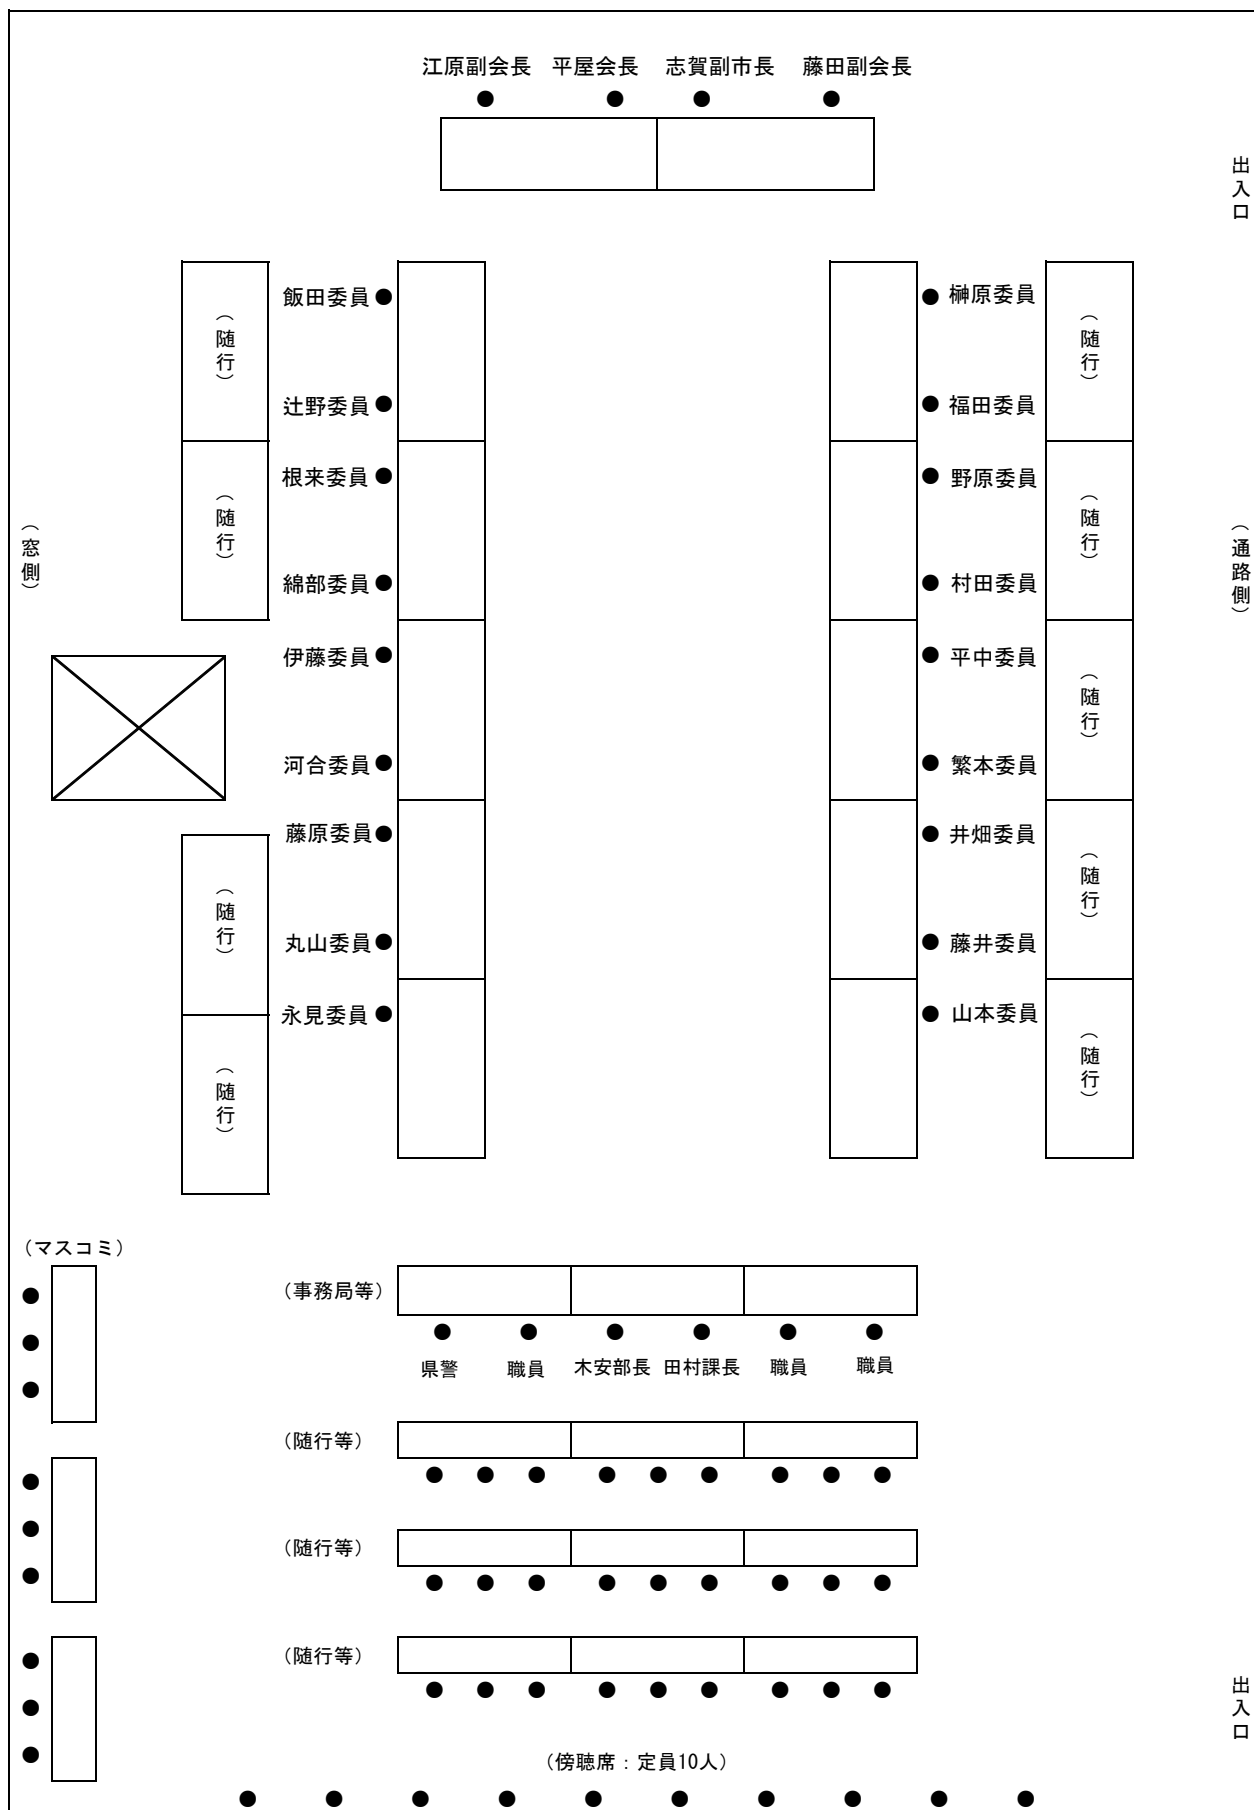 江原副会長 平屋会長 志賀副市長 藤田副会長
出入口
飯田委員
榊原委員
(随行)
(随行)
辻野委員
福田委員
根来委員
野原委員
(随行)
(随行)
(窓側)
(通路側)
綿部委員
村田委員
伊藤委員
平中委員
(随行)
河合委員
繁本委員
藤原委員
井畑委員
(随行)
(随行)
丸山委員
藤井委員
永見委員
山本委員
(随行)
(随行)
(マスコミ)
(事務局等)
県警 職員 木安部長 田村課長 職員 職員
(随行等)
(随行等)
(随行等)
出入口
(傍聴席：定員10人)